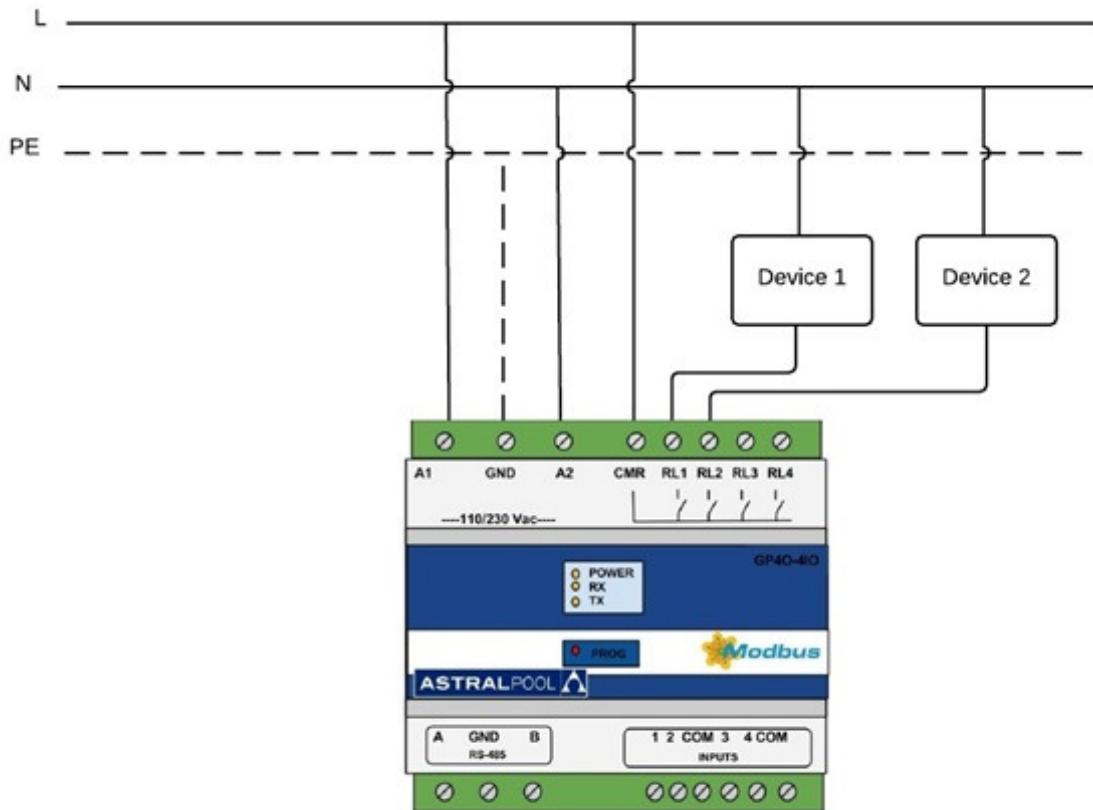 L
N
PE
Device 1
Device 2
A1 GND A2 CMR RL1 RL2 RL3 RL4
----110/230 Vac----
GP4O-4IO
POWER
RX
TX
PROG
Modbus
ASTRALPOOL
A GND B
RS-485
1 2 COM 3 4 COM
INPUTS